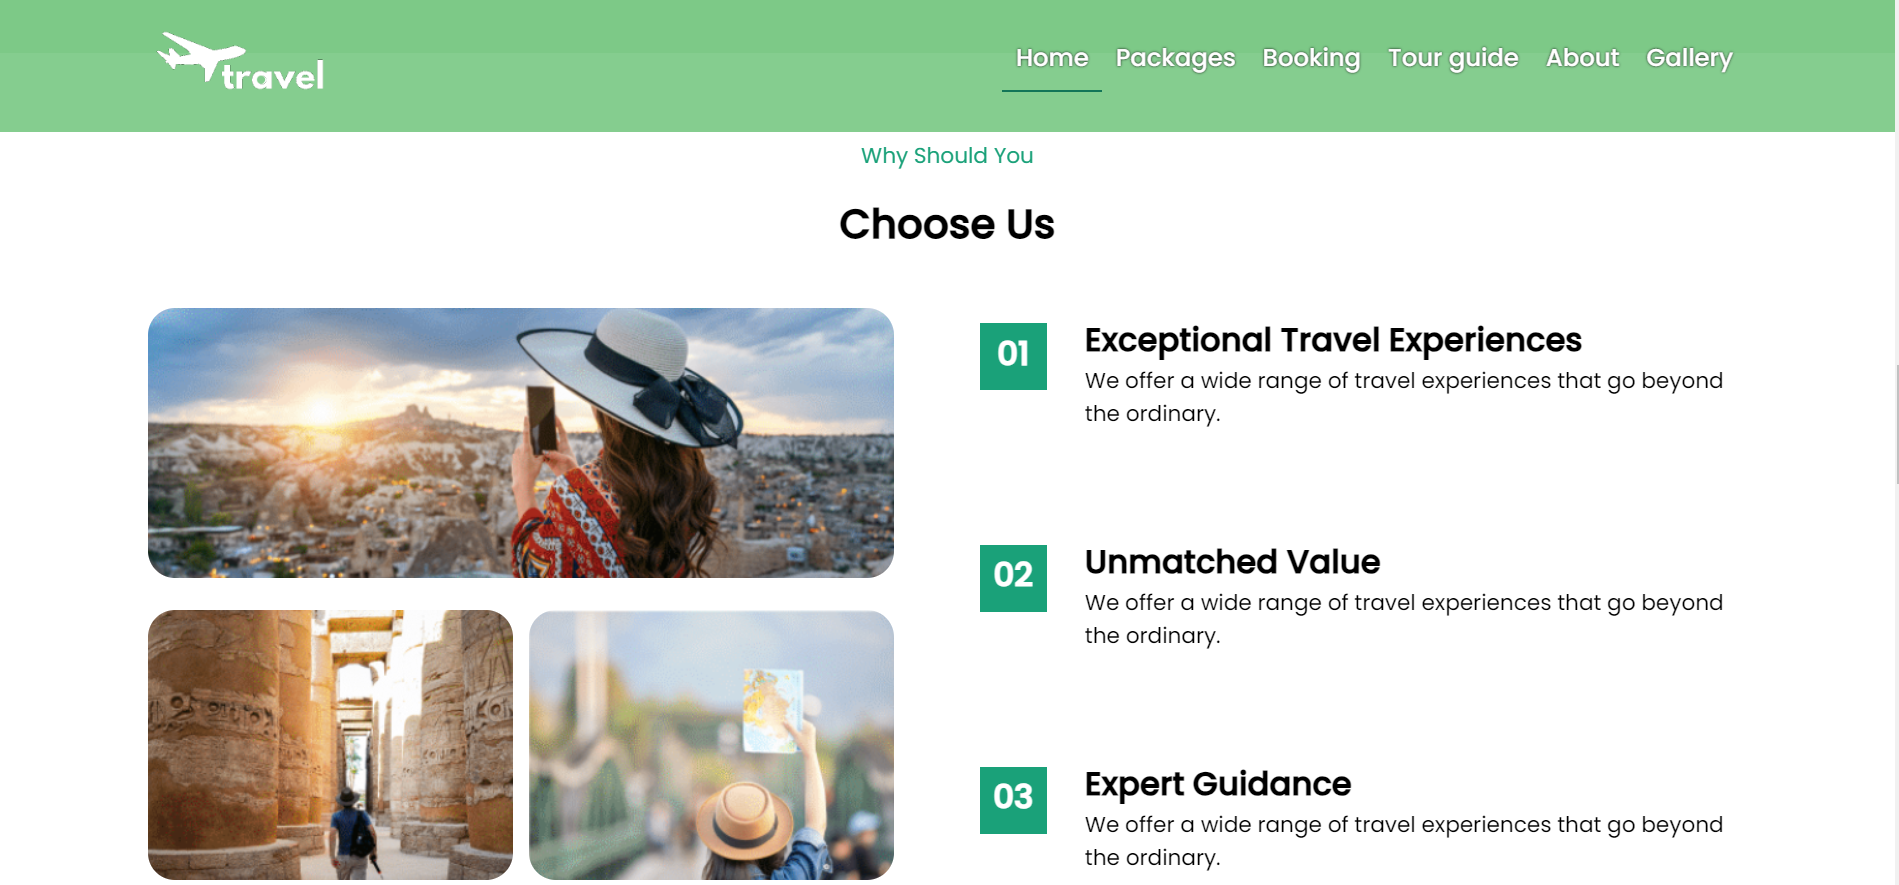 travel
Home Packages Booking Tour guide About Gallery
Why Should You
Choose Us
01
Exceptional Travel Experiences
We offer a wide range of travel experiences that go beyond
the ordinary.
02
Unmatched Value
We offer a wide range of travel experiences that go beyond
the ordinary.
03
Expert Guidance
We offer a wide range of travel experiences that go beyond
the ordinary.